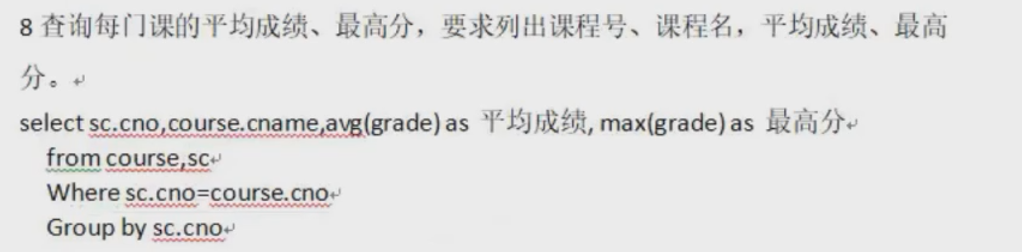 8 查询每门课的平均成绩、最高分，要求列出课程号、课程名，平均成绩、最高
分。
select sc.cno,course.cname,avg(grade) as 平均成绩, max(grade) as 最高分
from course,sc
Where sc.cno=course.cno
Group by sc.cno